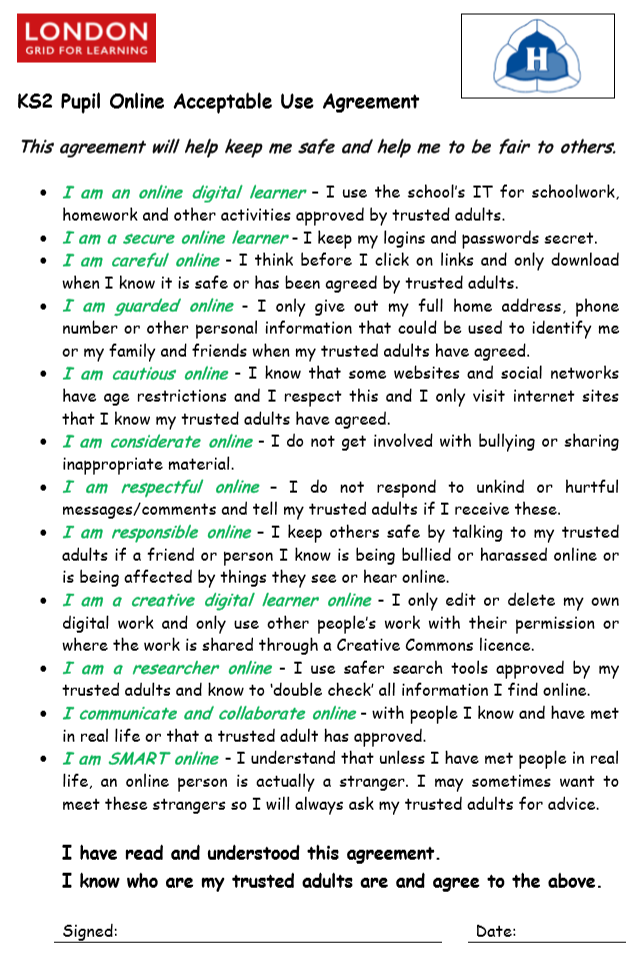 LONDON
GRID FOR LEARNING
H
KS2 Pupil Online Acceptable Use Agreement
This agreement will help keep me safe and help me to be fair to others.
• I am an online digital learner – I use the school's IT for schoolwork,
homework and other activities approved by trusted adults.
• I am a secure online learner - I keep my logins and passwords secret.
• I am careful online - I think before I click on links and only download
when I know it is safe or has been agreed by trusted adults.
• I am guarded online - I only give out my full home address, phone
number or other personal information that could be used to identify me
or my family and friends when my trusted adults have agreed.
• I am cautious online - I know that some websites and social networks
have age restrictions and I respect this and I only visit internet sites
that I know my trusted adults have agreed.
• I am considerate online - I do not get involved with bullying or sharing
inappropriate material.
• I am respectful online – I do not respond to unkind or hurtful
messages/comments and tell my trusted adults if I receive these.
• I am responsible online – I keep others safe by talking to my trusted
adults if a friend or person I know is being bullied or harassed online or
is being affected by things they see or hear online.
• I am a creative digital learner online - I only edit or delete my own
digital work and only use other people's work with their permission or
where the work is shared through a Creative Commons licence.
• I am a researcher online - I use safer search tools approved by my
trusted adults and know to 'double check' all information I find online.
• I communicate and collaborate online - with people I know and have met
in real life or that a trusted adult has approved.
• I am SMART online - I understand that unless I have met people in real
life, an online person is actually a stranger. I may sometimes want to
meet these strangers so I will always ask my trusted adults for advice.
I have read and understood this agreement.
I know who are my trusted adults are and agree to the above.
Signed: Date: